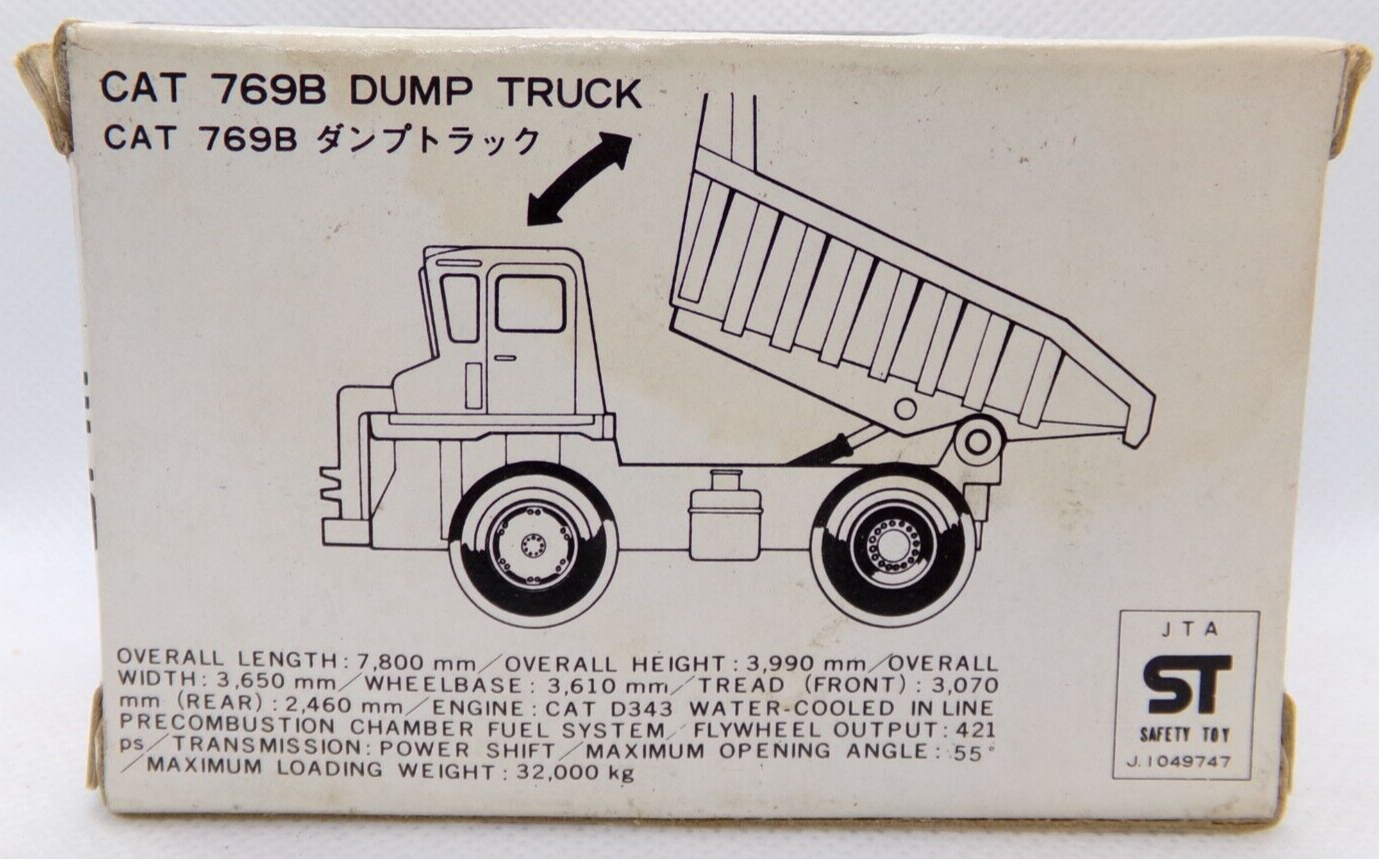 CAT 769B DUMP TRUCK
CAT 769B ダンプトラック
OVERALL LENGTH : 7,800 mm／OVERALL HEIGHT : 3,990 mm／OVERALL
WIDTH : 3,650 mm／WHEELBASE : 3,610 mm／TREAD (FRONT) : 3,070
mm (REAR) : 2,460 mm／ENGINE : CAT D343 WATER-COOLED IN LINE
PRECOMBUSTION CHAMBER FUEL SYSTEM／FLYWHEEL OUTPUT : 421
ps／TRANSMISSION : POWER SHIFT／MAXIMUM OPENING ANGLE : 55°
／MAXIMUM LOADING WEIGHT : 32,000 kg
JTA
ST
SAFETY TOY
J.1049747